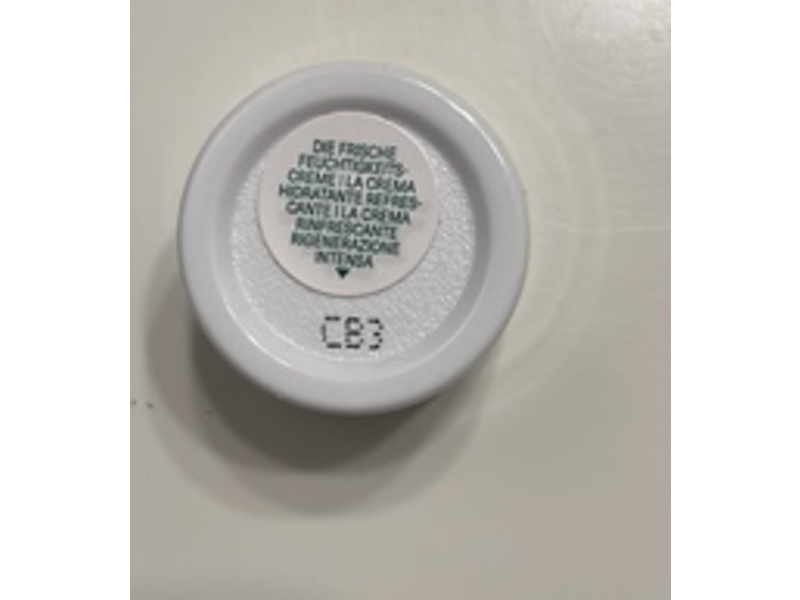 DIE FRISCHE
FEUCHTIGKEITS-
CREME | LA CREMA
HIDRATANTE REFRES-
CANTE | LA CREMA
RINFRESCANTE
RIGENERAZIONE
INTENSA
CB3